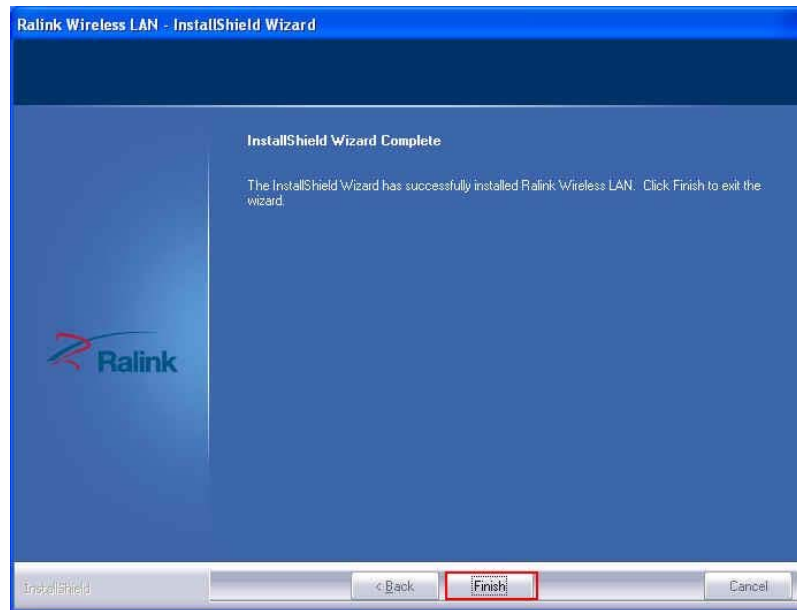 Ralink Wireless LAN - InstallShield Wizard
InstallShield Wizard Complete
The InstallShield Wizard has successfully installed Ralink Wireless LAN. Click Finish to exit the
wizard.
Ralink
InstallShield
< Back
Finish
Cancel